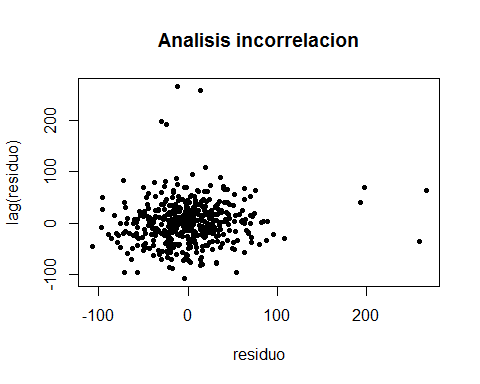 Analisis incorrelacion
lag(residuo)
200
100
0
-100
-100 0 100 200
residuo